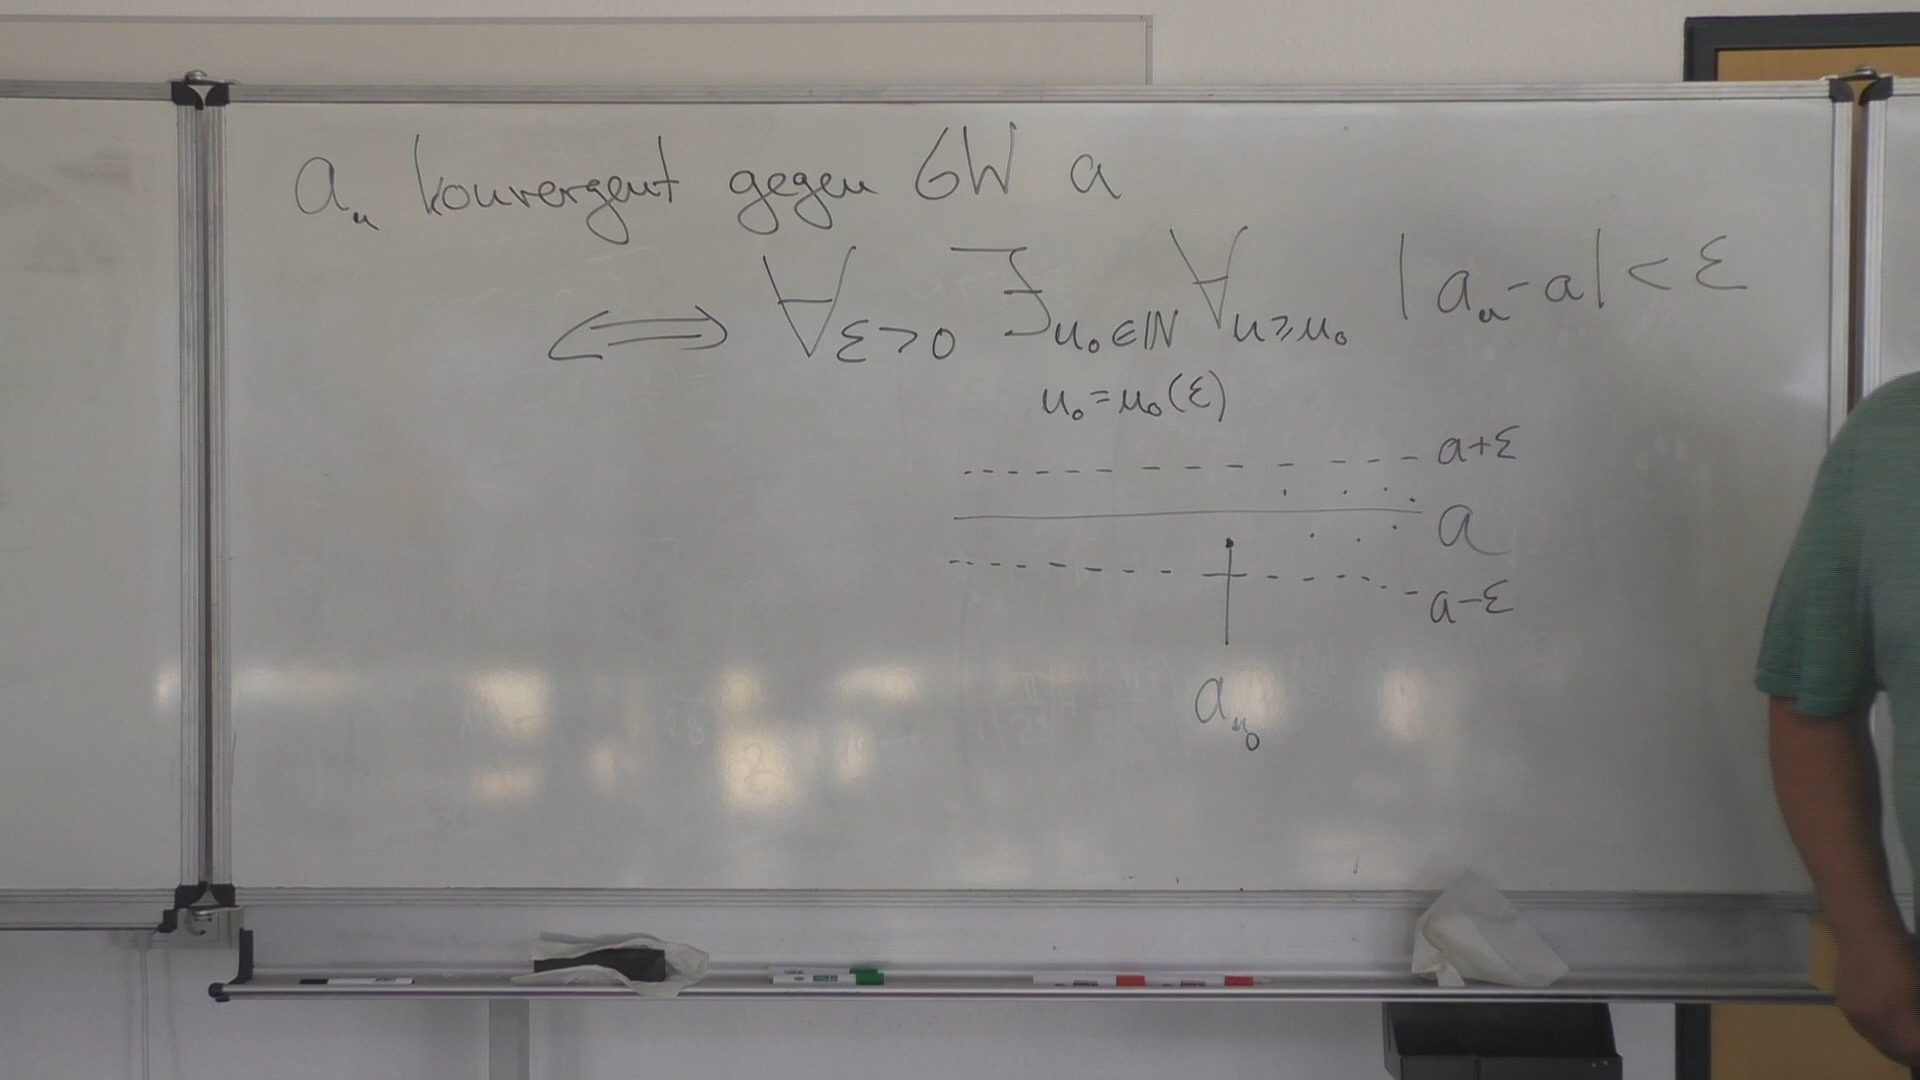 aₙ konvergent gegen GW a
⟺ ∀ε>0 ∃n₀∈ℕ ∀n≥n₀ |aₙ-a|<ε
n₀=n₀(ε)
a+ε
a
a-ε
aₙ₀